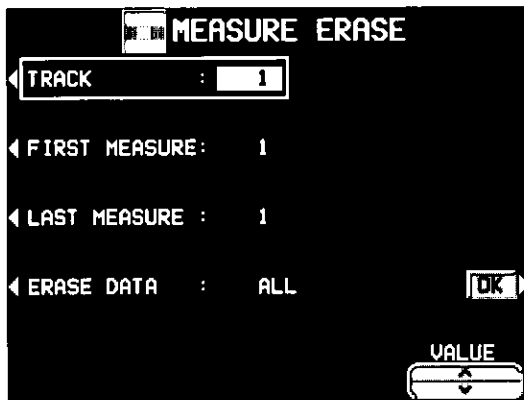 MEASURE ERASE
TRACK : 1
FIRST MEASURE: 1
LAST MEASURE : 1
ERASE DATA : ALL
OK
VALUE